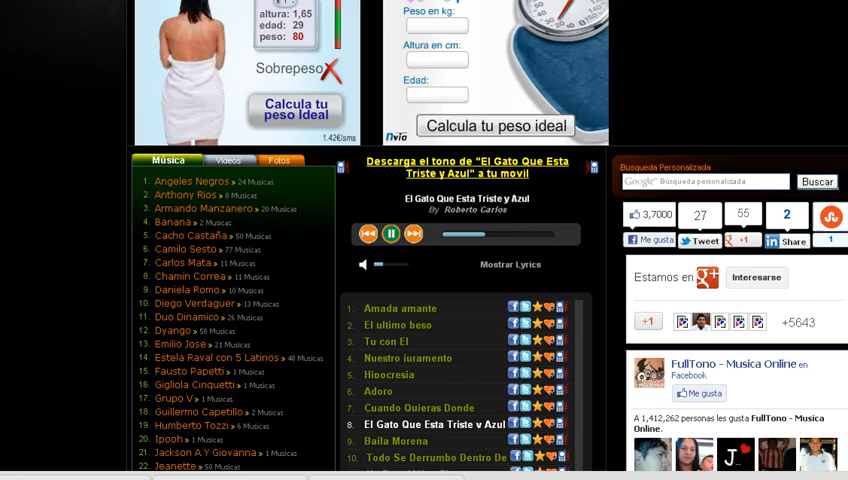 altura: 1,65
edad: 29
peso: 80
Sobrepeso
Calcula tu
peso Ideal
1.42€/sms
Peso en kg:
Altura en cm:
Edad:
nvia
Calcula tu peso ideal
Música
Videos
Fotos
1. Angeles Negros » 24 Musicas
2. Anthony Rios » 8 Musicas
3. Armando Manzanero » 20 Musicas
4. Banana » 2 Musicas
5. Cacho Castaña » 50 Musicas
6. Camilo Sesto » 77 Musicas
7. Carlos Mata » 11 Musicas
8. Chamin Correa » 11 Musicas
9. Daniela Romo » 10 Musicas
10. Diego Verdaguer » 13 Musicas
11. Duo Dinamico » 26 Musicas
12. Dyango » 58 Musicas
13. Emilio Jose » 21 Musicas
14. Estela Raval con 5 Latinos » 48 Musicas
15. Fausto Papetti » 1 Musicas
16. Gigliola Cinquetti » 1 Musicas
17. Grupo V » 1 Musicas
18. Guillermo Capetillo » 2 Musicas
19. Humberto Tozzi » 6 Musicas
20. Ipooh » 1 Musicas
21. Jackson A Y Giovanna » 1 Musicas
22. Jeanette » 50 Musicas
Descarga el tono de "El Gato Que Esta
Triste y Azul" a tu movil
El Gato Que Esta Triste y Azul
By Roberto Carlos
Mostrar Lyrics
1. Amada amante
2. El ultimo beso
3. Tu con El
4. Nuestro iuramento
5. Hipocresia
6. Adoro
7. Cuando Quieras Donde
8. El Gato Que Esta Triste v Azul
9. Baila Morena
10. Todo Se Derrumbo Dentro De
Busqueda Personalizada
Google™ Búsqueda personalizada
Buscar
3,7000
27
55
2
Me gusta
Tweet
+1
Share
1
Estamos en g+
Interesarse
+1
+5643
FullTono - Musica Online en
Facebook
Me gusta
A 1,412,262 personas les gusta FullTono - Musica
Online.
J...